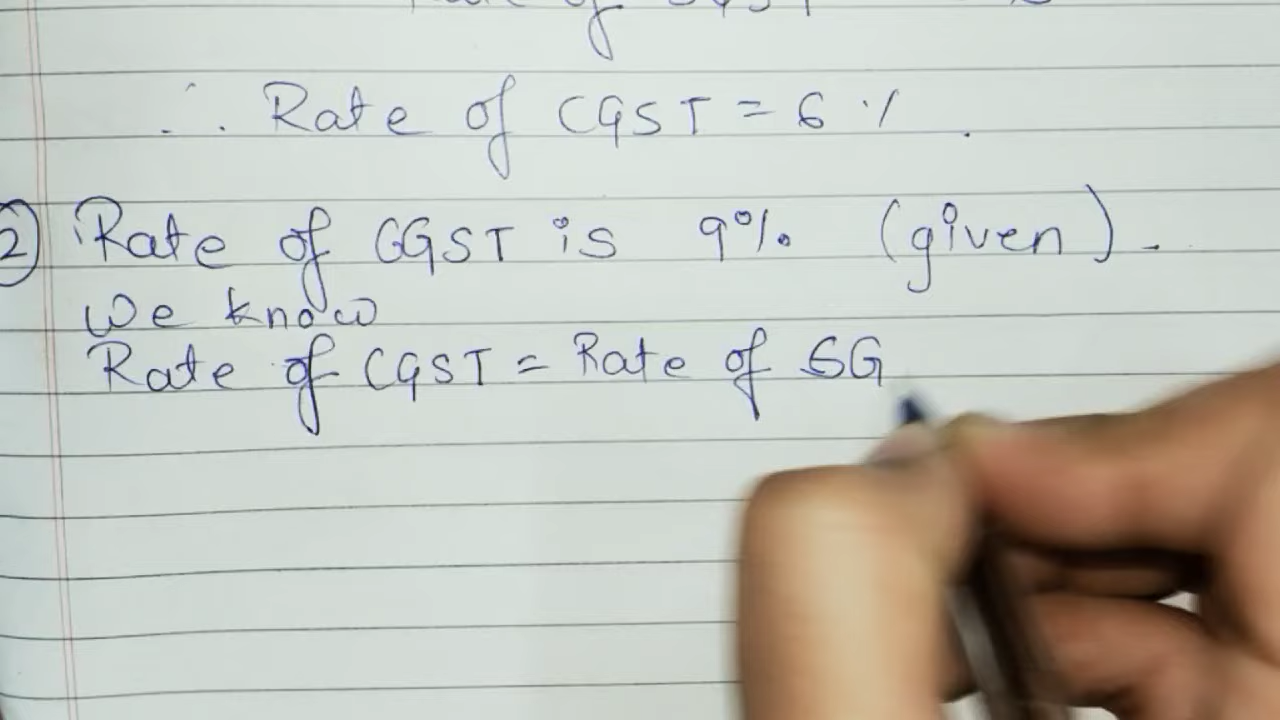 ∴ Rate of CGST = 6 %.
② Rate of CGST is 9% (given).
We know
Rate of CGST = Rate of SG